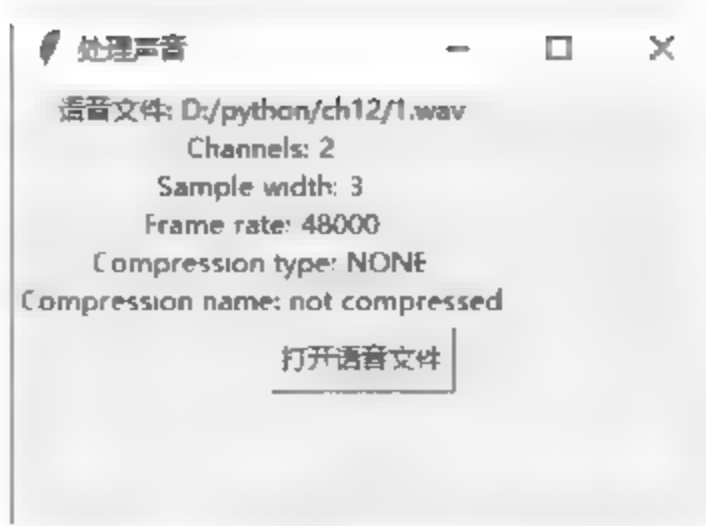 处理声音
语音文件: D:/python/ch12/1.wav
Channels: 2
Sample width: 3
Frame rate: 48000
Compression type: NONE
Compression name: not compressed
打开语音文件